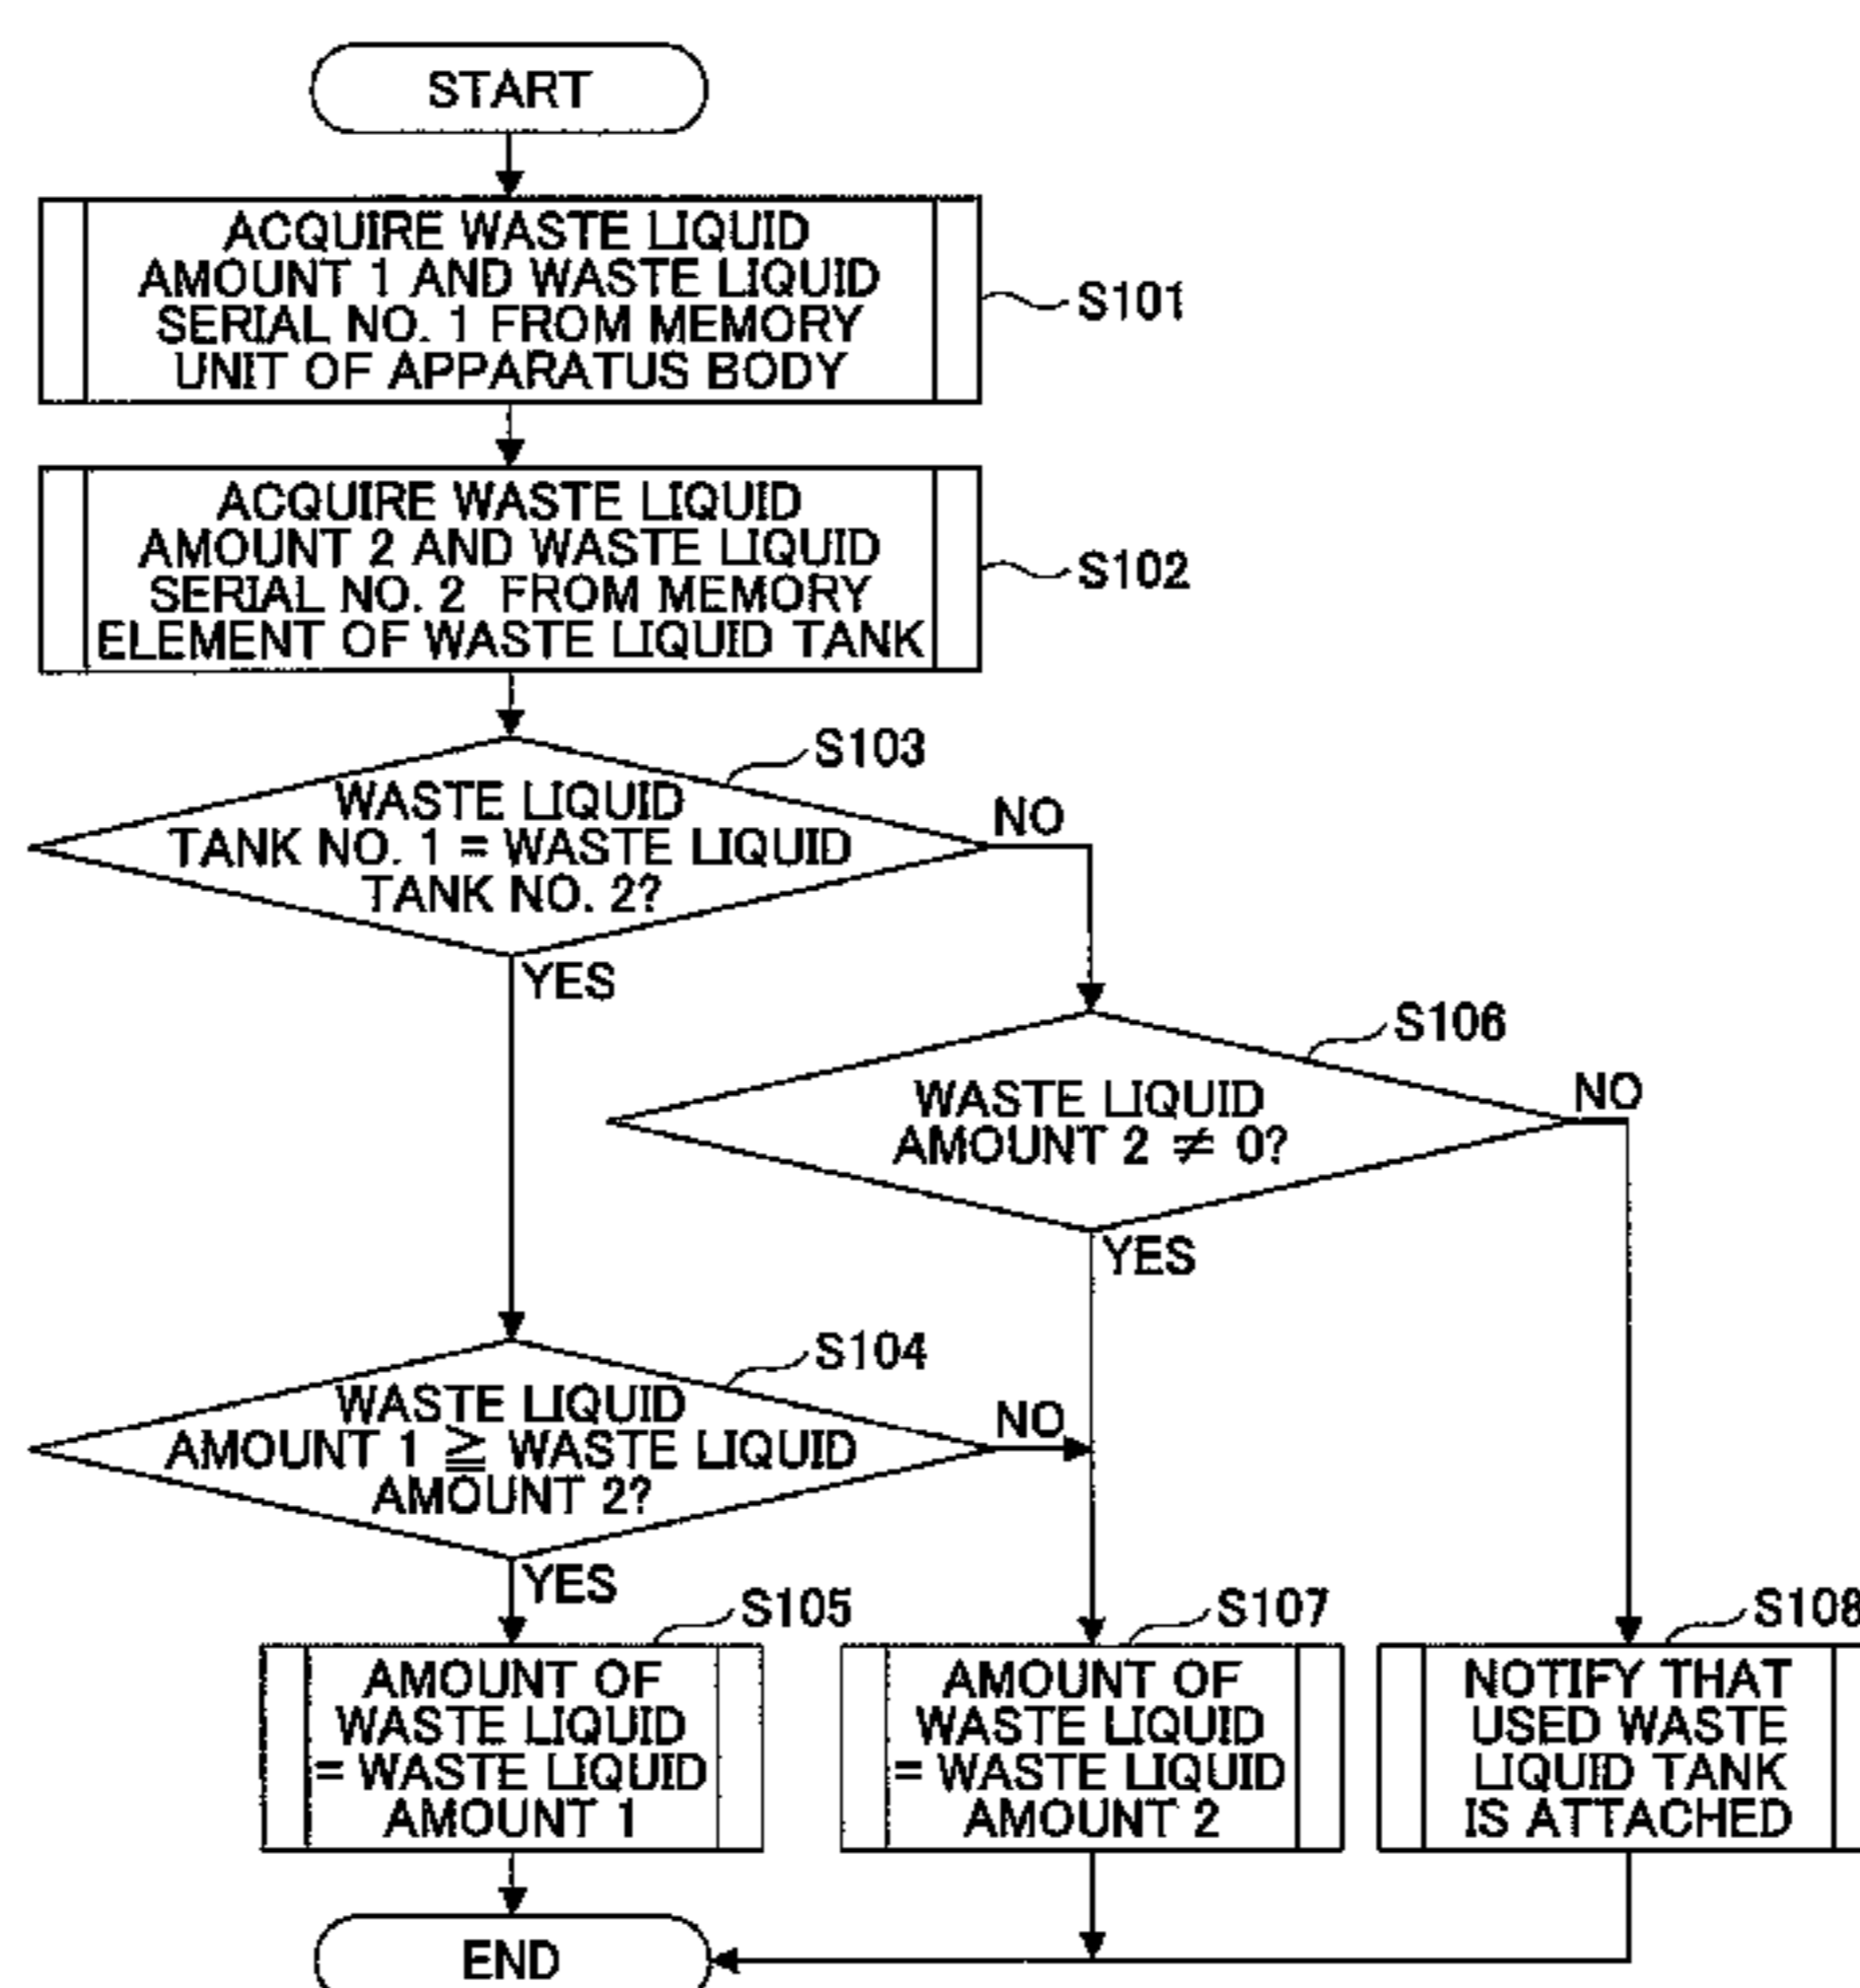 START
ACQUIRE WASTE LIQUID
AMOUNT 1 AND WASTE LIQUID
SERIAL NO. 1 FROM MEMORY
UNIT OF APPARATUS BODY
S101
ACQUIRE WASTE LIQUID
AMOUNT 2 AND WASTE LIQUID
SERIAL NO. 2 FROM MEMORY
ELEMENT OF WASTE LIQUID TANK
S102
S103
WASTE LIQUID
TANK NO. 1 = WASTE LIQUID
TANK NO. 2?
NO
YES
S106
WASTE LIQUID
AMOUNT 2 ≠ 0?
NO
YES
S104
WASTE LIQUID
AMOUNT 1 ≧ WASTE LIQUID
AMOUNT 2?
NO
YES
S105
AMOUNT OF
WASTE LIQUID
= WASTE LIQUID
AMOUNT 1
S107
AMOUNT OF
WASTE LIQUID
= WASTE LIQUID
AMOUNT 2
S108
NOTIFY THAT
USED WASTE
LIQUID TANK
IS ATTACHED
END